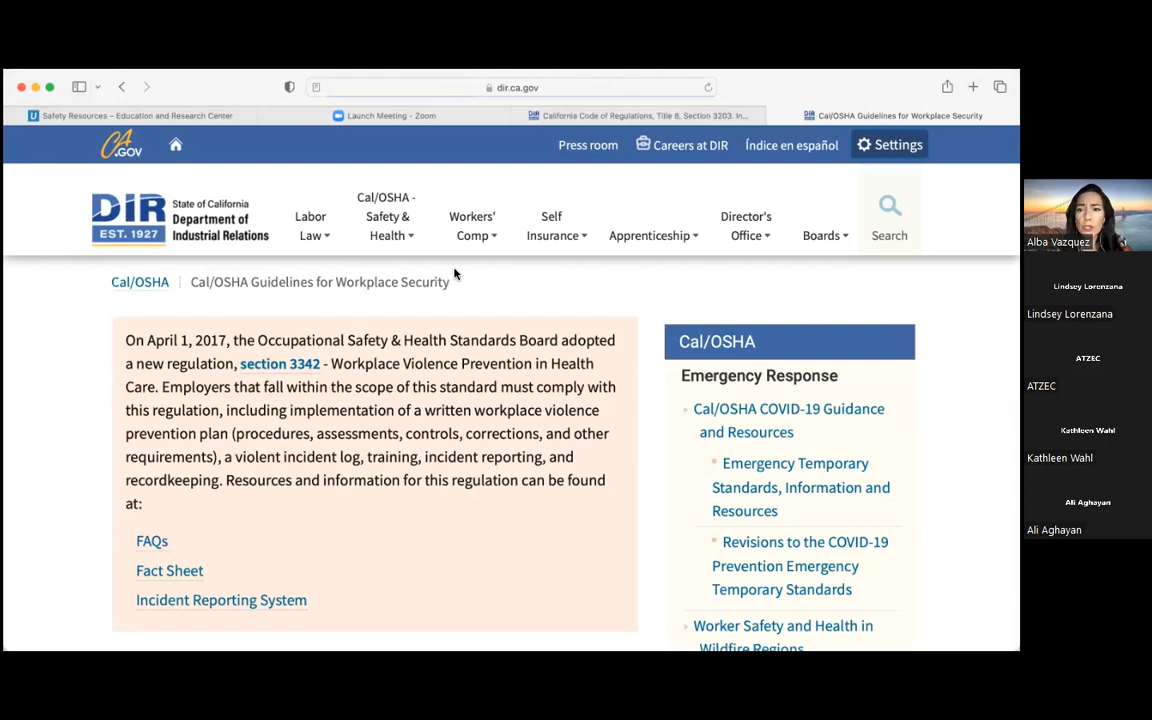 dir.ca.gov
Safety Resources – Education and Research Center
Launch Meeting - Zoom
California Code of Regulations, Title 8, Section 3203. In...
Cal/OSHA Guidelines for Workplace Security
CA.GOV
Press room
Careers at DIR
Índice en español
Settings
DIR
EST. 1927
State of California
Department of
Industrial Relations
Labor
Law
Cal/OSHA -
Safety &
Health
Workers'
Comp
Self
Insurance
Apprenticeship
Director's
Office
Boards
Search
Cal/OSHA
Cal/OSHA Guidelines for Workplace Security
On April 1, 2017, the Occupational Safety & Health Standards Board adopted
a new regulation, section 3342 - Workplace Violence Prevention in Health
Care. Employers that fall within the scope of this standard must comply with
this regulation, including implementation of a written workplace violence
prevention plan (procedures, assessments, controls, corrections, and other
requirements), a violent incident log, training, incident reporting, and
recordkeeping. Resources and information for this regulation can be found
at:
FAQs
Fact Sheet
Incident Reporting System
Cal/OSHA
Emergency Response
Cal/OSHA COVID-19 Guidance
and Resources
Emergency Temporary
Standards, Information and
Resources
Revisions to the COVID-19
Prevention Emergency
Temporary Standards
Worker Safety and Health in
Wildfire Regions
Alba Vazquez
Lindsey Lorenzana
Lindsey Lorenzana
ATZEC
ATZEC
Kathleen Wahl
Kathleen Wahl
Ali Aghayan
Ali Aghayan